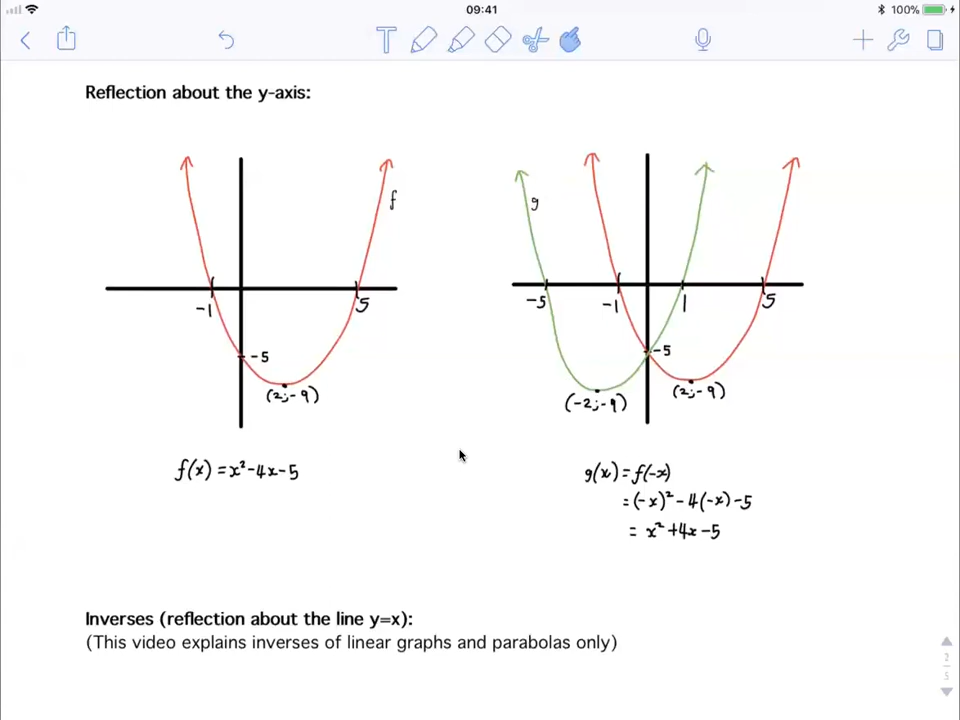 09:41
100%
T
Reflection about the y-axis:
f
-1
5
-5
(2;-9)
f(x) = x² - 4x - 5
g
-5
-1
1
5
-5
(-2;-9)
(2;-9)
g(x) = f(-x)
= (-x)² - 4(-x) - 5
= x² + 4x - 5
Inverses (reflection about the line y=x):
(This video explains inverses of linear graphs and parabolas only)
2
5